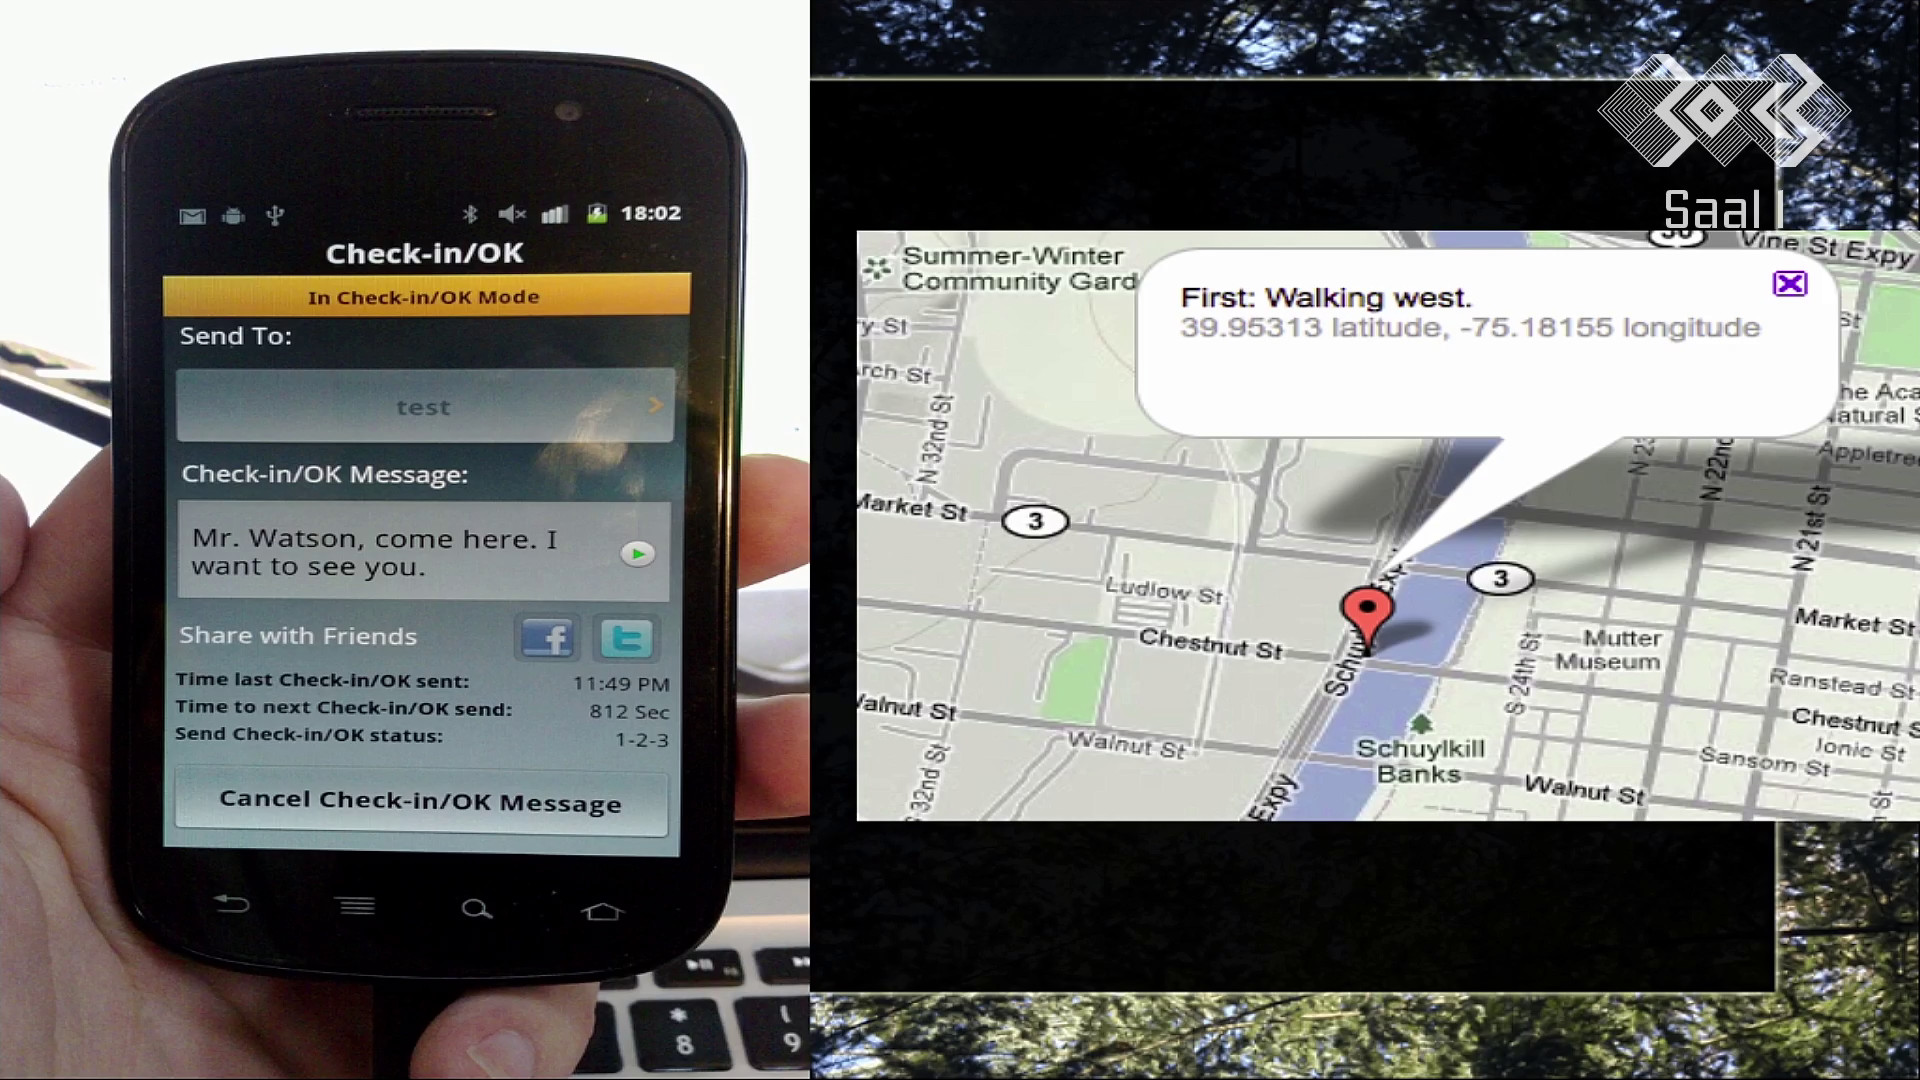 18:02
Check-in/OK
In Check-in/OK Mode
Send To:
test
Check-in/OK Message:
Mr. Watson, come here. I
want to see you.
Share with Friends
Time last Check-in/OK sent: 11:49 PM
Time to next Check-in/OK send: 812 Sec
Send Check-in/OK status: 1-2-3
Cancel Check-in/OK Message
*
8
(
9
Saal 1
Summer-Winter
Community Gard
First: Walking west.
39.95313 latitude, -75.18155 longitude
Vine St Expy
ry St
rch St
St
he Aca
atural S
N 32nd St
N 22nd
N 21st St
Appletree
Market St
3
3
Expy
Ludlow St
Chestnut St
Schuy
Mutter
Museum
Market St
S 24th St
Ranstead St
Walnut St
Walnut St
Schuylkill
Banks
Chestnut S
Ionic St
Sansom St
Walnut St
32nd St
Expy
St